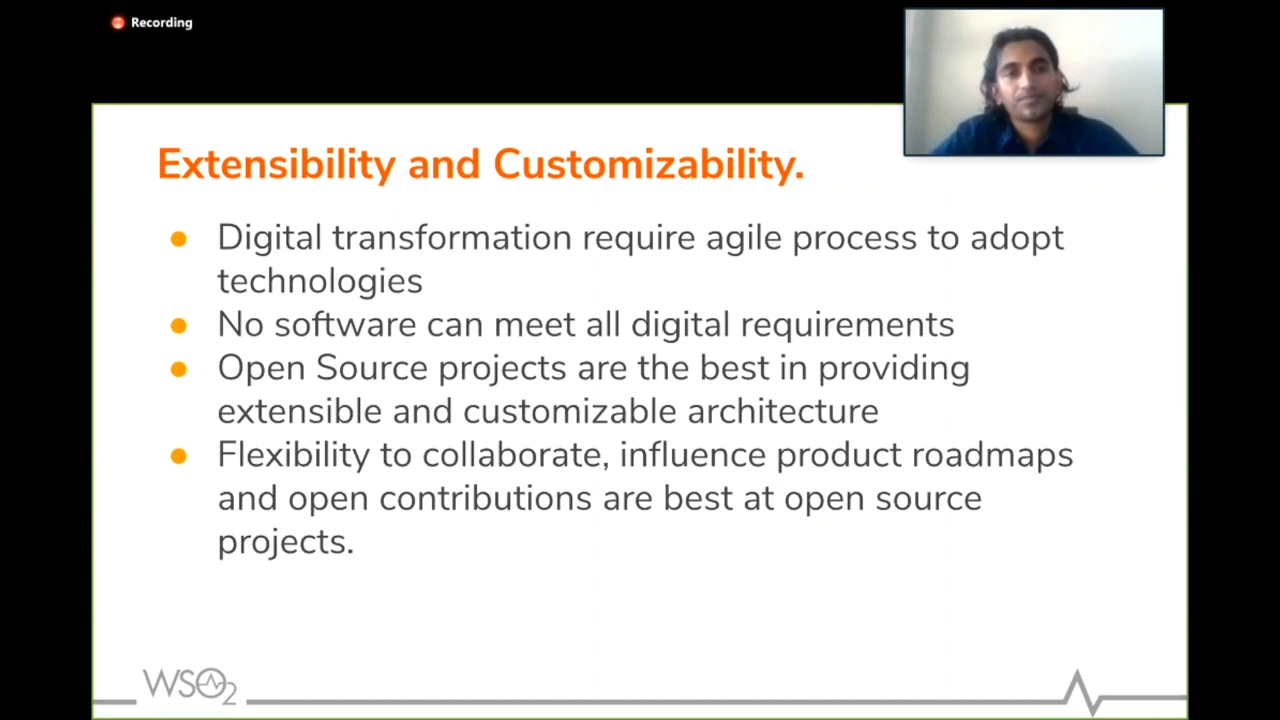 Recording
Extensibility and Customizability.
● Digital transformation require agile process to adopt
technologies
● No software can meet all digital requirements
● Open Source projects are the best in providing
extensible and customizable architecture
● Flexibility to collaborate, influence product roadmaps
and open contributions are best at open source
projects.
WSO2